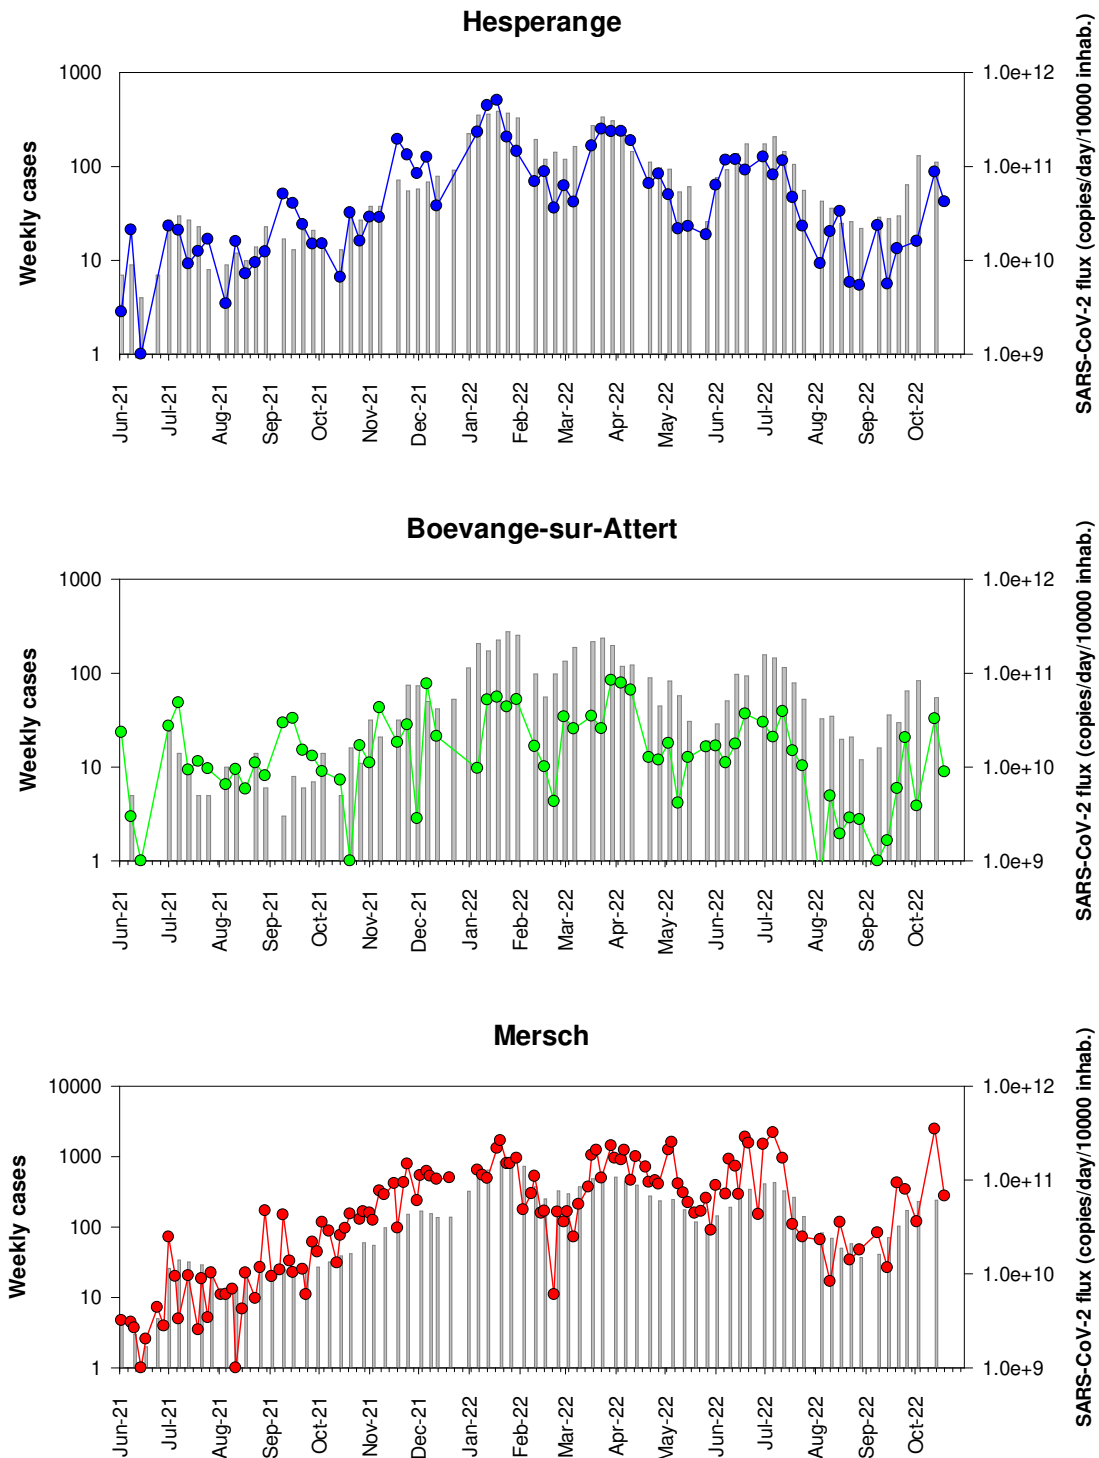 Hesperange
Weekly cases
1000
100
10
1
1.0e+12
1.0e+11
1.0e+10
1.0e+9
SARS-CoV-2 flux (copies/day/10000 inhab.)
Jun-21
Jul-21
Aug-21
Sep-21
Oct-21
Nov-21
Dec-21
Jan-22
Feb-22
Mar-22
Apr-22
May-22
Jun-22
Jul-22
Aug-22
Sep-22
Oct-22
Boevange-sur-Attert
Weekly cases
1000
100
10
1
1.0e+12
1.0e+11
1.0e+10
1.0e+9
SARS-CoV-2 flux (copies/day/10000 inhab.)
Jun-21
Jul-21
Aug-21
Sep-21
Oct-21
Nov-21
Dec-21
Jan-22
Feb-22
Mar-22
Apr-22
May-22
Jun-22
Jul-22
Aug-22
Sep-22
Oct-22
Mersch
Weekly cases
10000
1000
100
10
1
1.0e+12
1.0e+11
1.0e+10
1.0e+9
SARS-CoV-2 flux (copies/day/10000 inhab.)
Jun-21
Jul-21
Aug-21
Sep-21
Oct-21
Nov-21
Dec-21
Jan-22
Feb-22
Mar-22
Apr-22
May-22
Jun-22
Jul-22
Aug-22
Sep-22
Oct-22